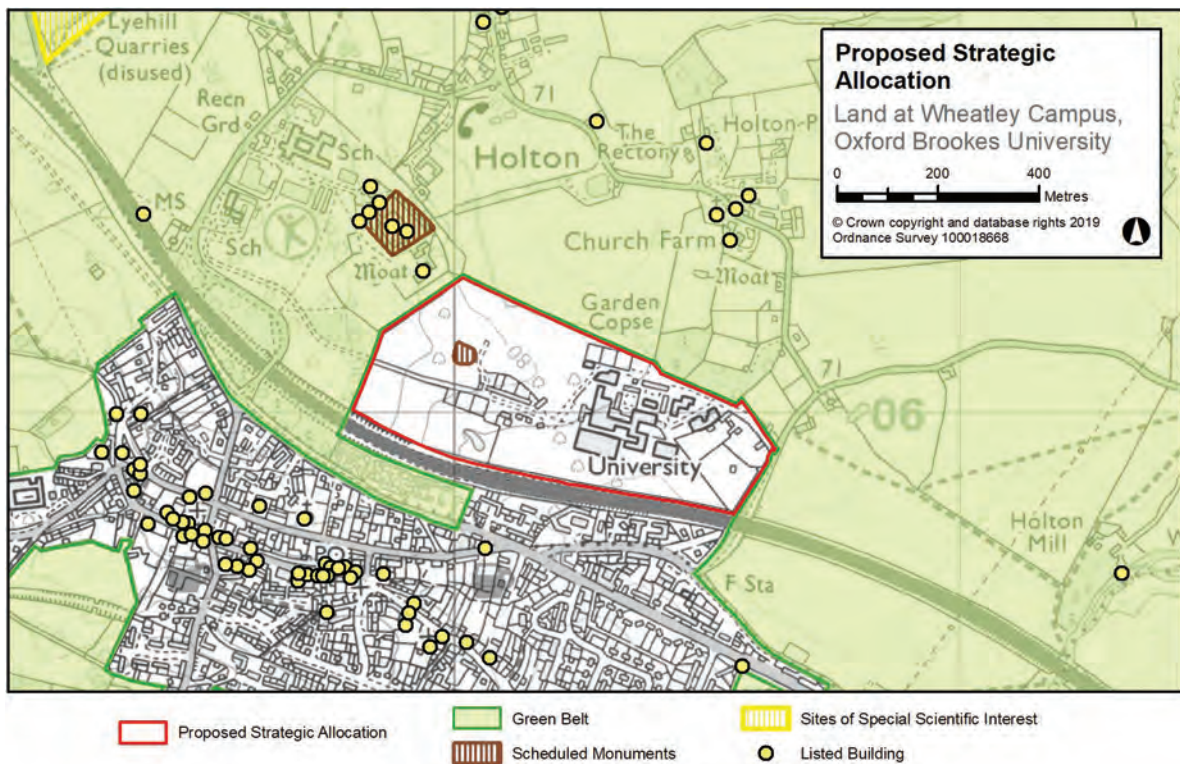 Lyehill
Quarries
(disused)
Recn
Grd
Sch
71
The
Rectory
Holton-P
Holton
MS
Sch
Moat
Church Farm
Moat
Garden
Copse
80
71
06
University
Holton
Mill
W
F Sta
Proposed Strategic
Allocation
Land at Wheatley Campus,
Oxford Brookes University
0 200 400
Metres
© Crown copyright and database rights 2019
Ordnance Survey 100018668
Proposed Strategic Allocation
Green Belt
Scheduled Monuments
Sites of Special Scientific Interest
Listed Building